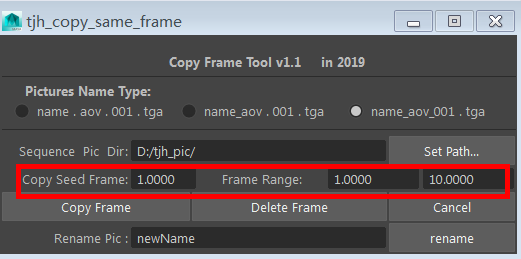 tjh_copy_same_frame
Copy Frame Tool v1.1 in 2019
Pictures Name Type:
name . aov . 001 . tga name_aov . 001 . tga name_aov_001 . tga
Sequence Pic Dir: D:/tjh_pic/ Set Path...
Copy Seed Frame: 1.0000 Frame Range: 1.0000 10.0000
Copy Frame Delete Frame Cancel
Rename Pic : newName rename